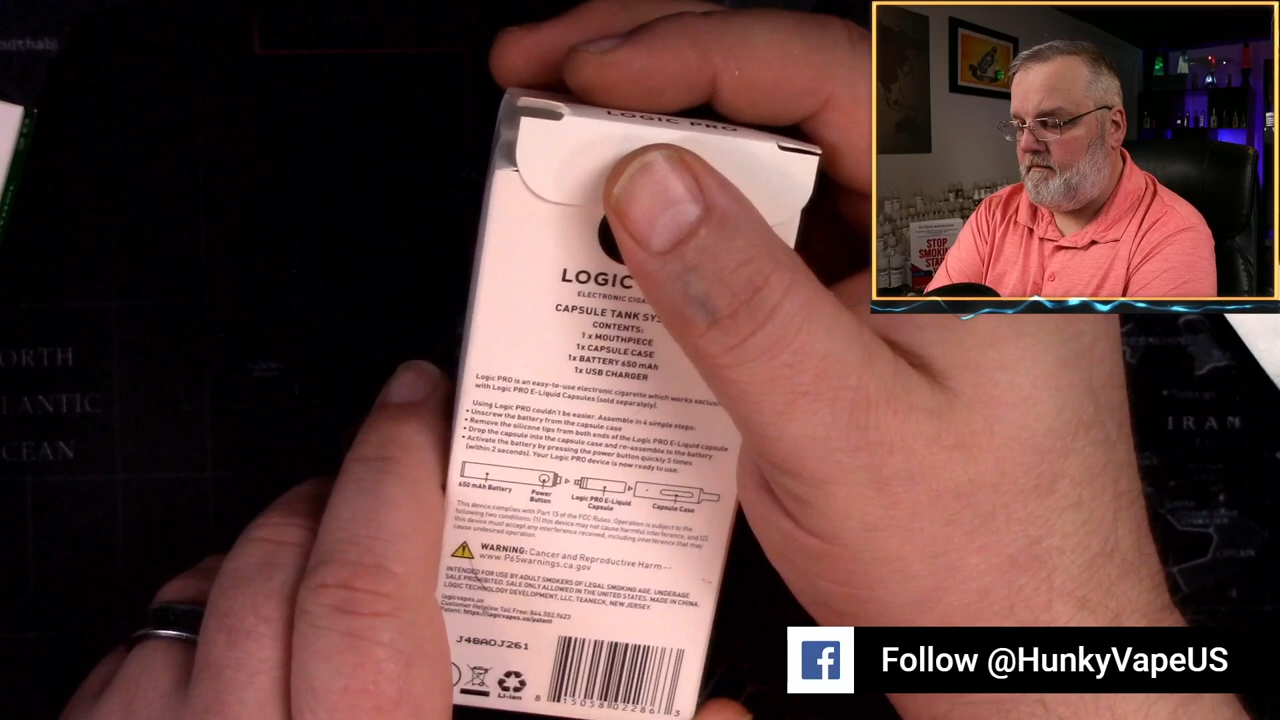 LOGIC PRO
LOGIC
ELECTRONIC
CAPSULE TANK
CONTENTS:
1 x MOUTHPIECE
1x CAPSULE CASE
1x BATTERY 650 mAh
1x USB CHARGER
Logic PRO is an easy-to-use electronic cigarette which works
with Logic PRO E-Liquid Capsules (sold separately).
Using Logic PRO couldn't be easier. Assemble in 4 simple steps:
• Unscrew the battery from the capsule case
• Remove the silicone tips from both ends of the Logic PRO E-Liquid capsule
• Drop the capsule into the capsule case and re-assemble to the battery
• Activate the battery by pressing the power button quickly 5 times
(within 2 seconds). Your Logic PRO device is now ready to use.
650 mAh Battery
Power
Button
Logic PRO E-Liquid
Capsule
Capsule Case
This device complies with Part 15 of the FCC Rules. Operation is subject to the
following two conditions: (1) this device may not cause harmful interference, and (2)
this device must accept any interference received, including interference that may
cause undesired operation.
WARNING: Cancer and Reproductive Harm --
www.P65warnings.ca.gov
INTENDED FOR USE BY ADULT SMOKERS OF LEGAL SMOKING AGE. UNDERAGE
SALE PROHIBITED. SALE ONLY ALLOWED IN THE UNITED STATES. MADE IN CHINA.
LOGIC TECHNOLOGY DEVELOPMENT, LLC, TEANECK, NEW JERSEY.
logicvapes.us
Customer Helpline Toll Free: 844.582.9623
Patent: https://logicvapes.us/patent
J48AOJ261
Li-ion
8 15058 02286 3
OCEAN
IRAN
STOP
Follow @HunkyVapeUS